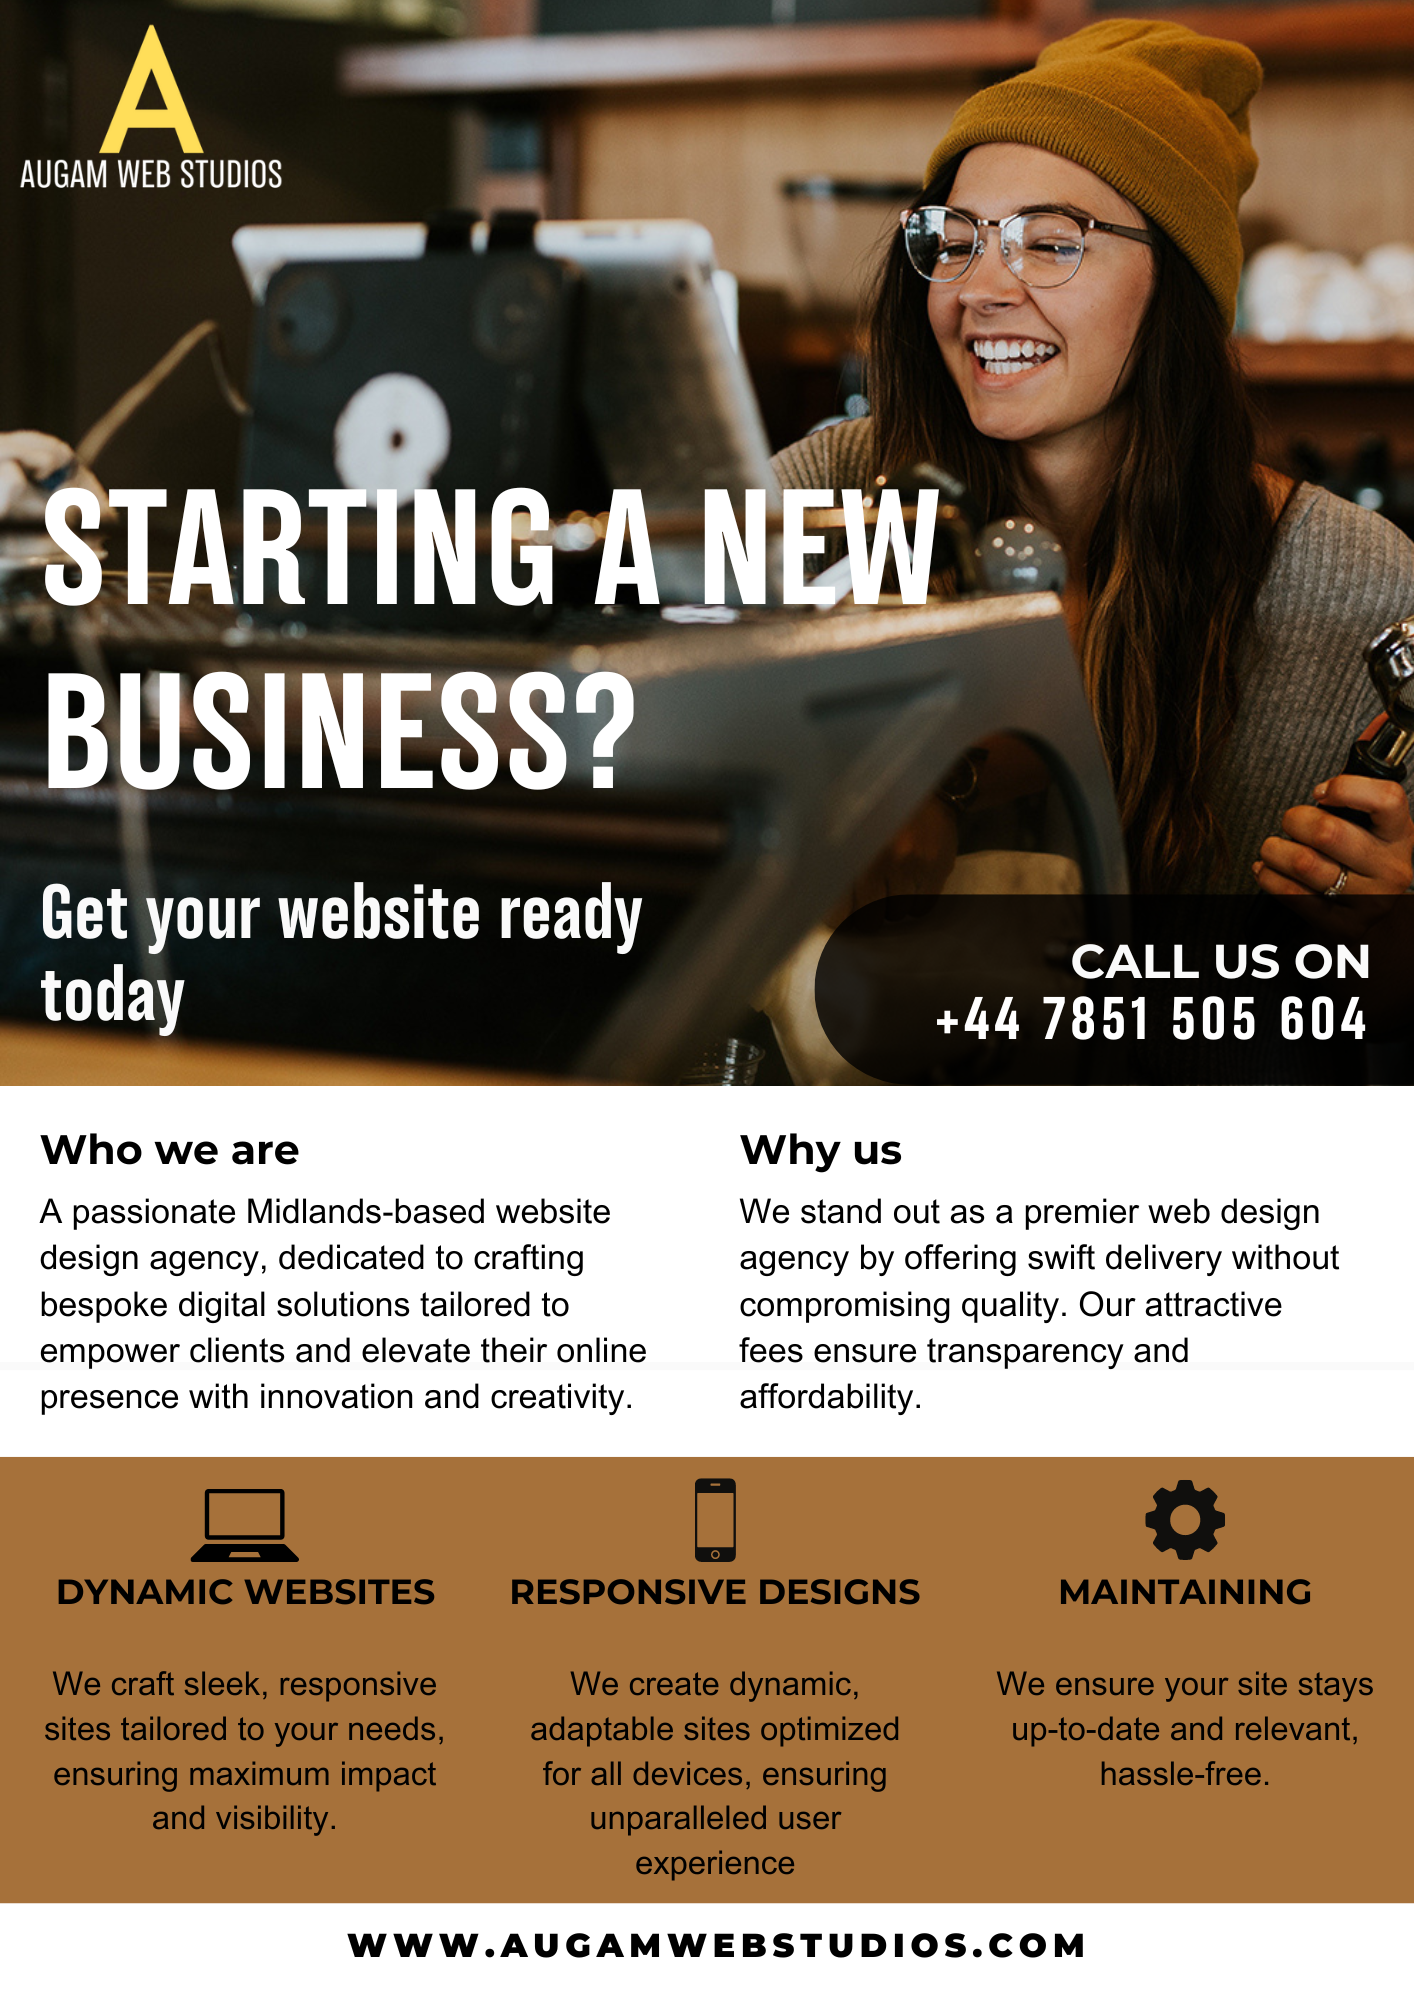 A
AUGAM WEB STUDIOS
STARTING A NEW
BUSINESS?
Get your website ready
today
CALL US ON
+44 7851 505 604
Who we are
A passionate Midlands-based website
design agency, dedicated to crafting
bespoke digital solutions tailored to
empower clients and elevate their online
presence with innovation and creativity.
Why us
We stand out as a premier web design
agency by offering swift delivery without
compromising quality. Our attractive
fees ensure transparency and
affordability.
DYNAMIC WEBSITES
We craft sleek, responsive
sites tailored to your needs,
ensuring maximum impact
and visibility.
RESPONSIVE DESIGNS
We create dynamic,
adaptable sites optimized
for all devices, ensuring
unparalleled user
experience
MAINTAINING
We ensure your site stays
up-to-date and relevant,
hassle-free.
WWW.AUGAMWEBSTUDIOS.COM